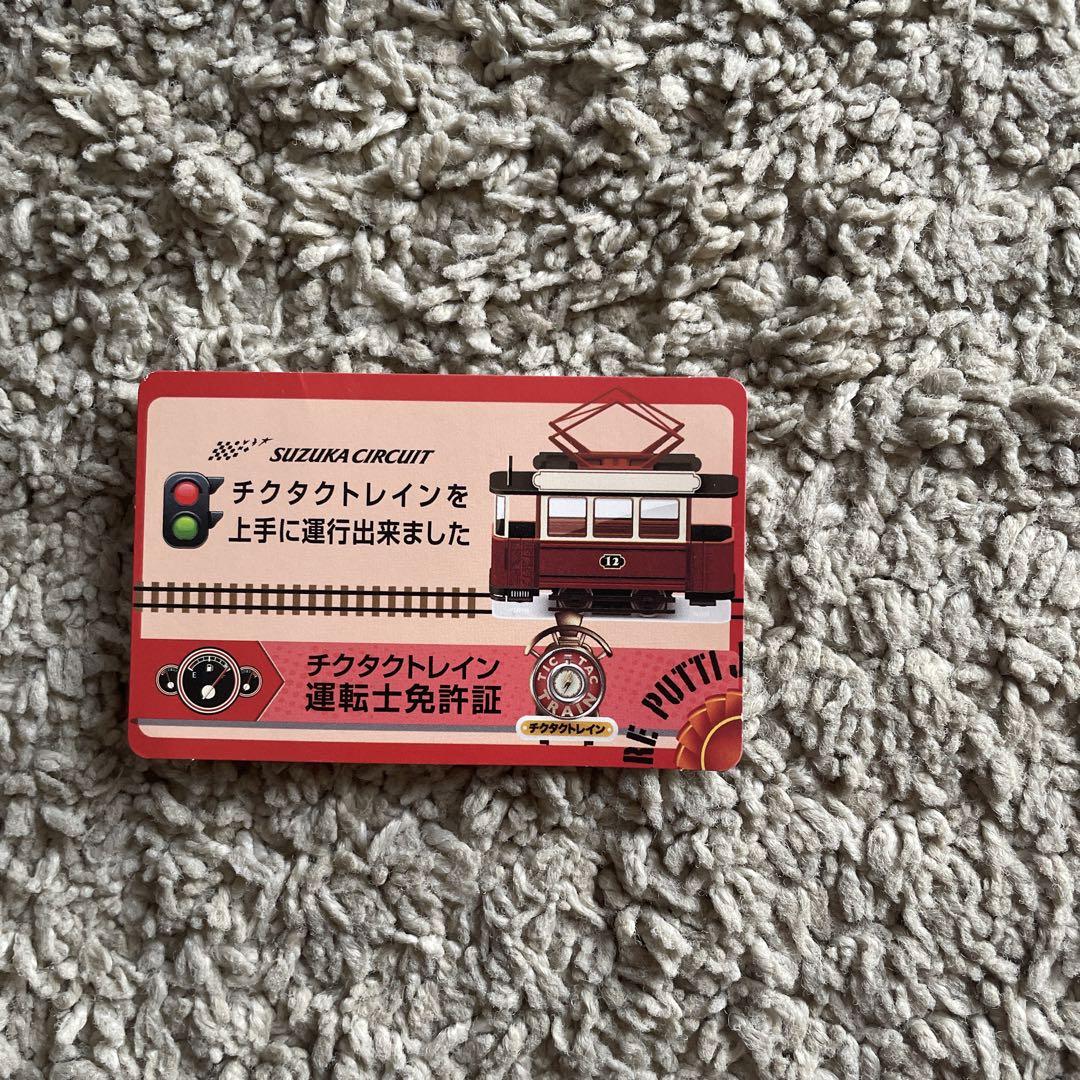 SUZUKA CIRCUIT
チクタクトレインを
上手に運行出来ました
12
E
チクタクトレイン
運転士免許証
TIC-TAC
TRAIN
チクタクトレイン
RE PUTTI